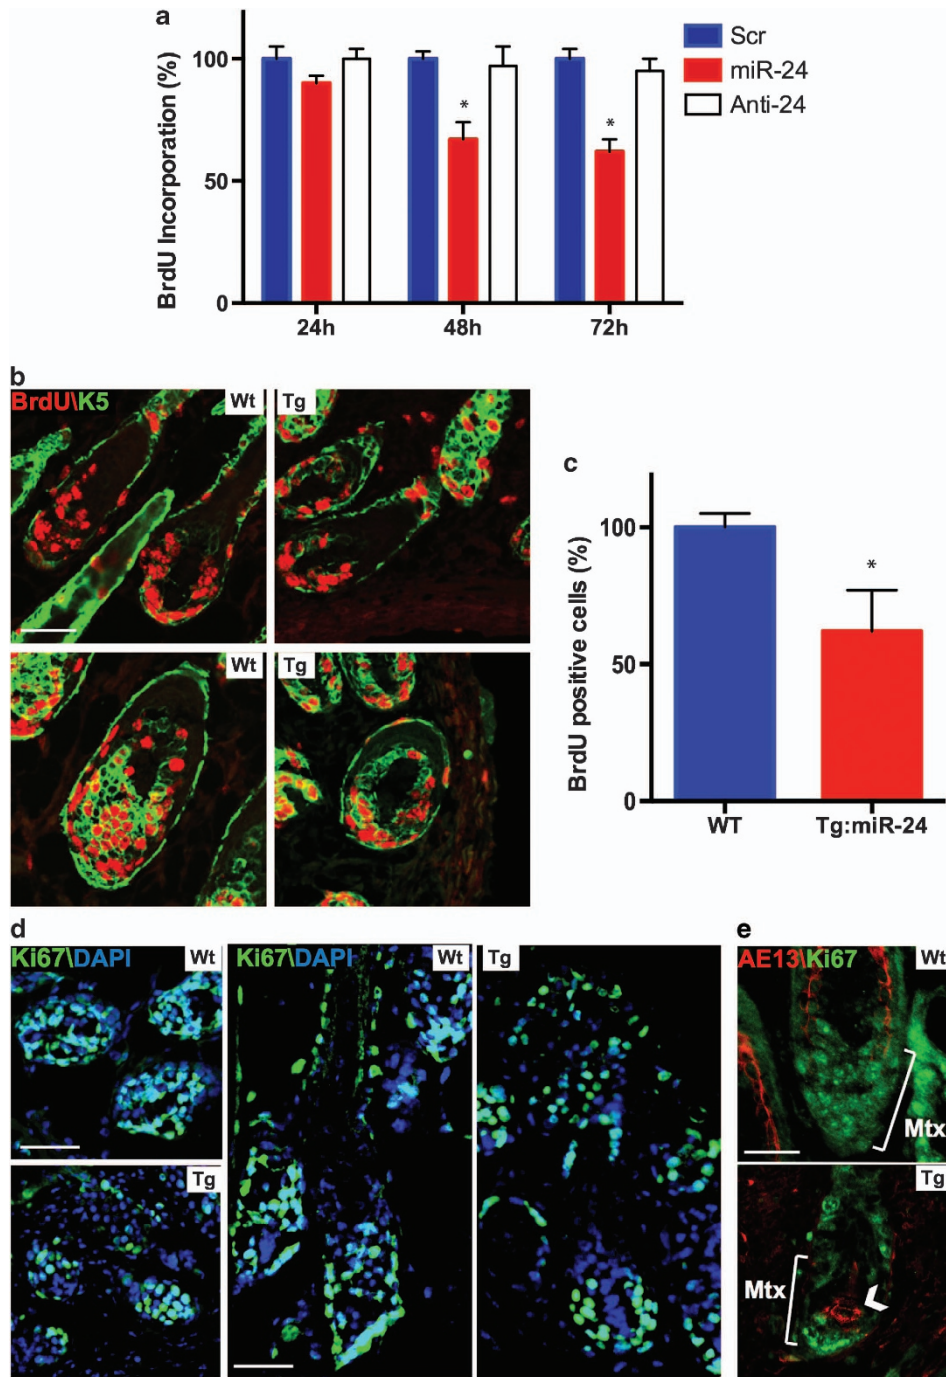 a
BrdU Incorporation (%)
100
50
0
24h
48h
72h
*
*
Scr
miR-24
Anti-24
b
BrdU\K5
Wt
Tg
Wt
Tg
c
BrdU positive cells (%)
100
50
0
*
WT
Tg:miR-24
d
Ki67\DAPI
Wt
Tg
Ki67\DAPI
Wt
Tg
e
AE13\Ki67
Wt
Mtx
Tg
Mtx